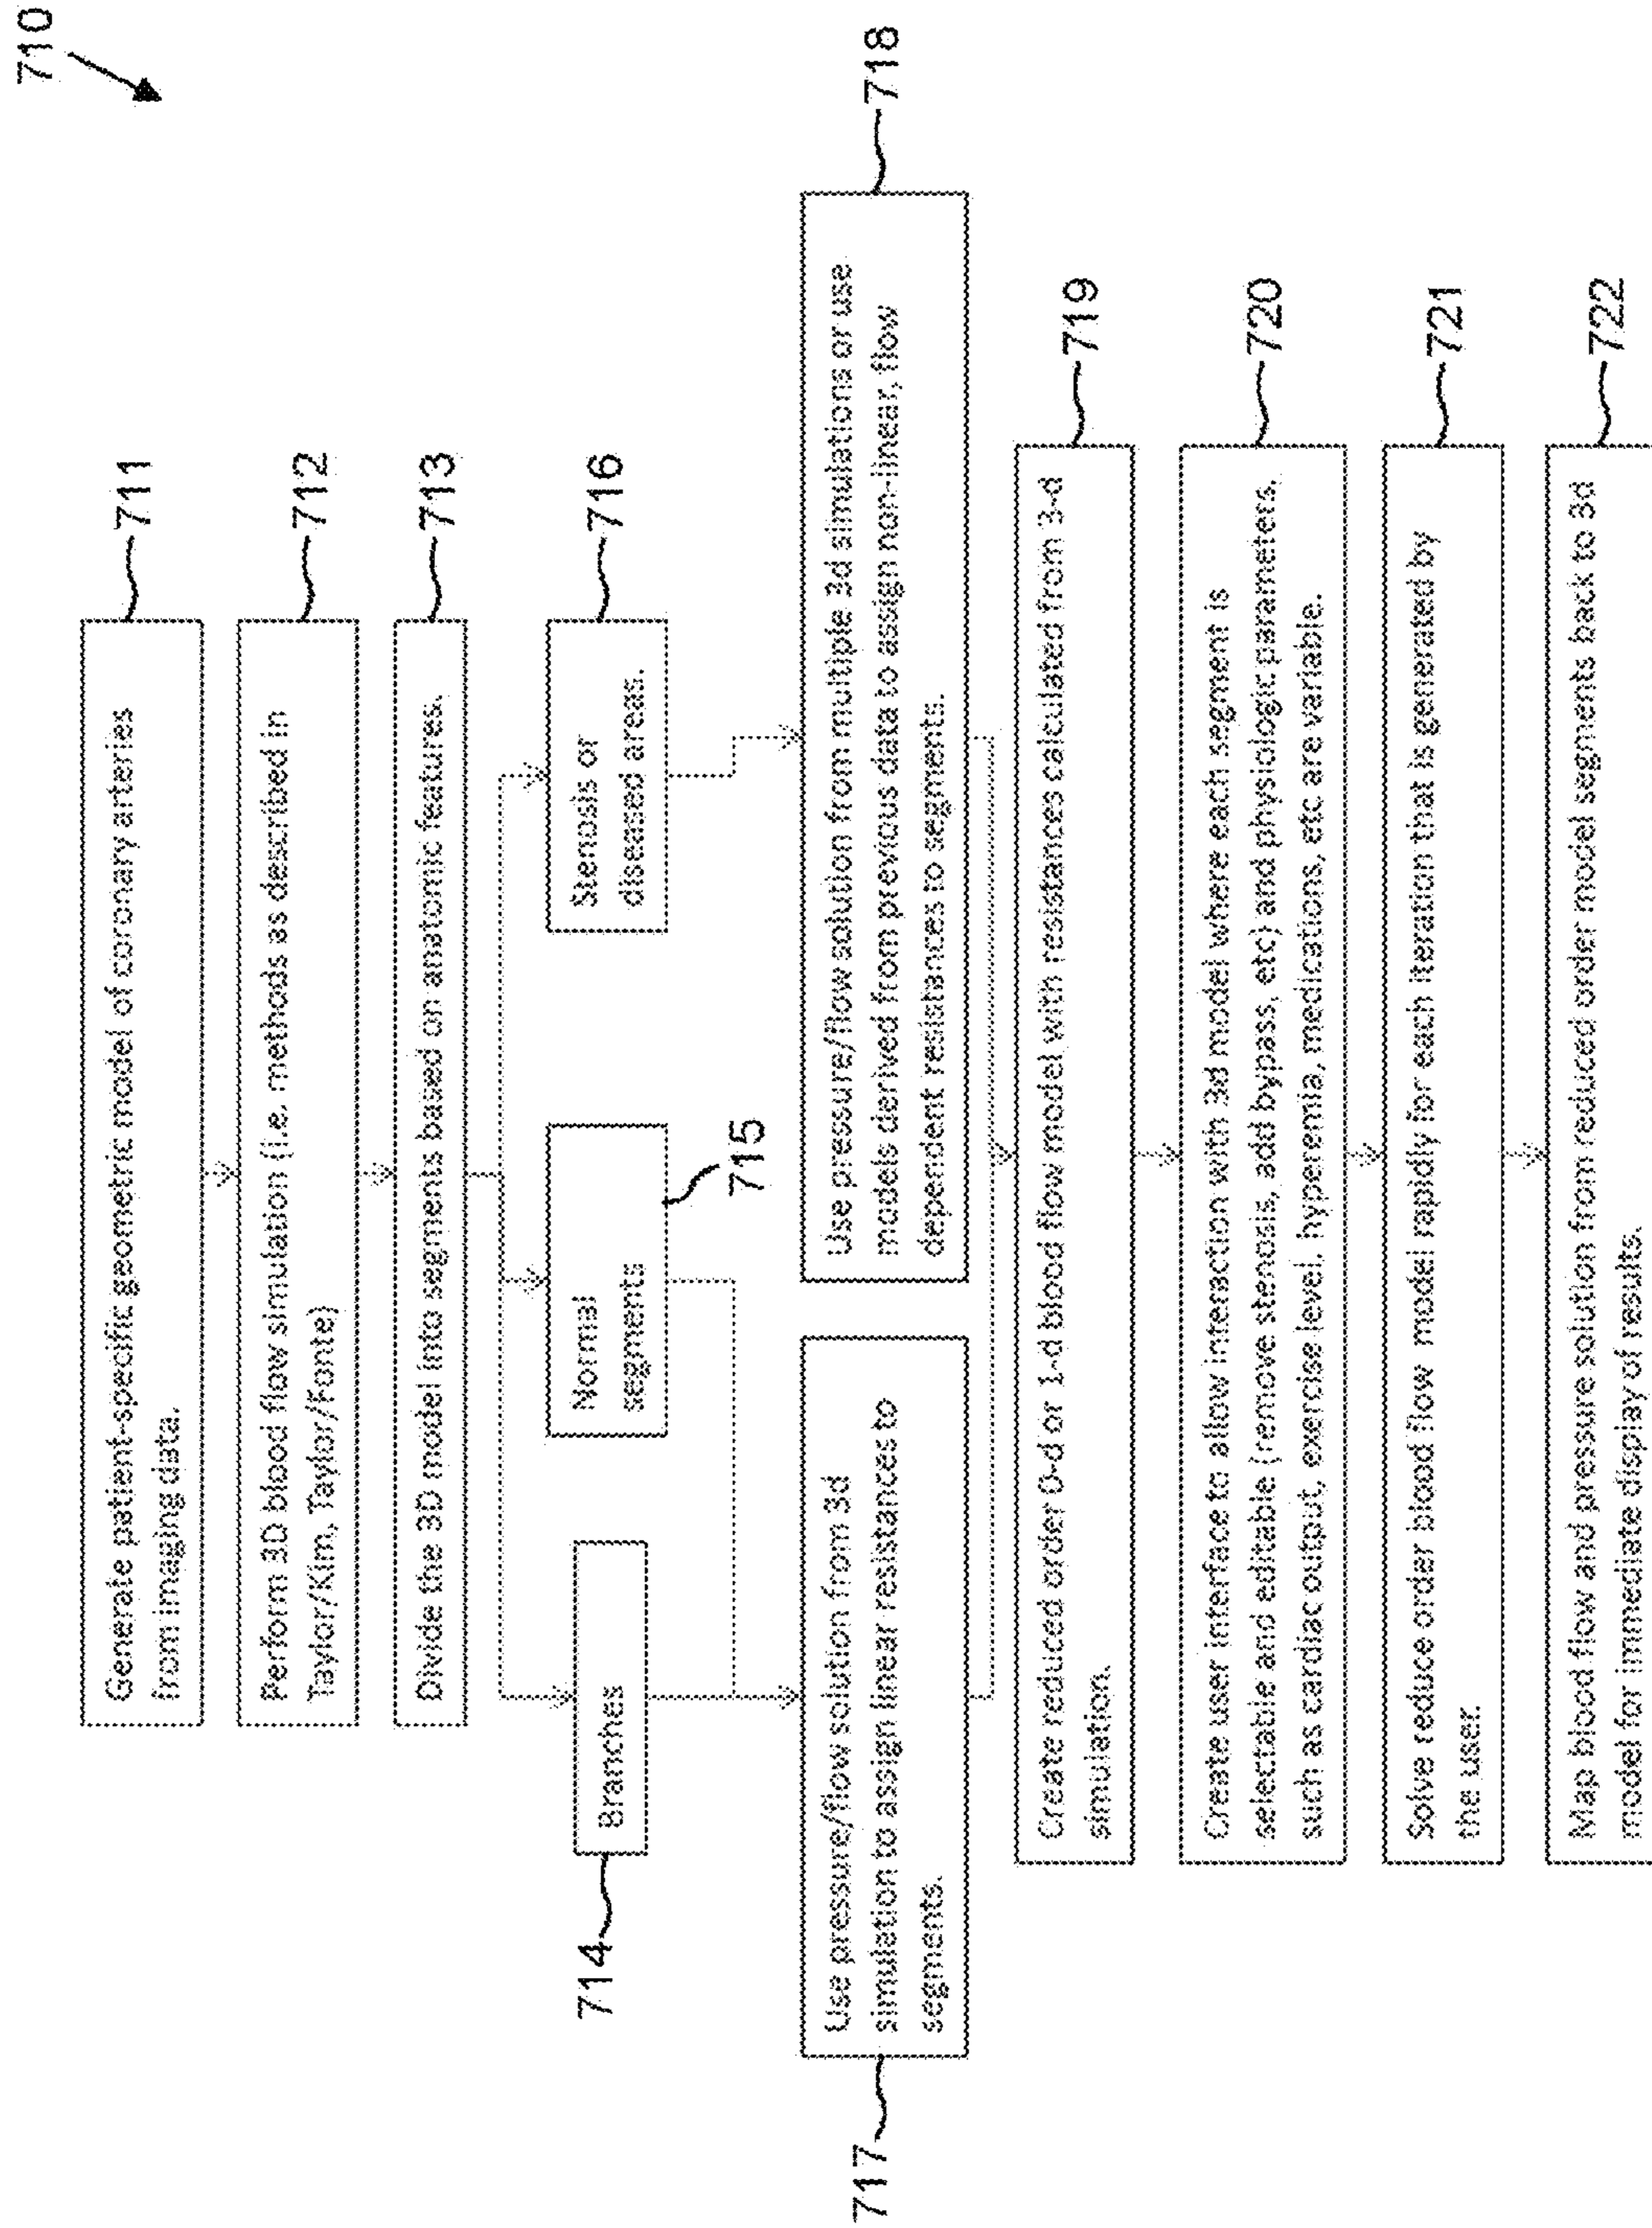 710
Generate patient-specific geometric model of coronary arteries
from imaging data.
711
Perform 3D blood flow simulation (i.e. methods as described in
Taylor/Kim, Taylor/Fonte)
712
Divide the 3D model into segments based on anatomic features.
713
714
Branches
Normal
segments
715
Stenosis or
diseased areas.
716
717
Use pressure/flow solution from 3d
simulation to assign linear resistances to
segments.
Use pressure/flow solution from multiple 3d simulations or use
models derived from previous data to assign non-linear, flow
dependent resistances to segments.
718
Create reduced order 0-d or 1-d blood flow model with resistances calculated from 3-d
simulation.
719
Create user interface to allow interaction with 3d model where each segment is
selectable and editable (remove stenosis, add bypass, etc) and physiologic parameters,
such as cardiac output, exercise level, hyperemia, medications, etc are variable.
720
Solve reduce order blood flow model rapidly for each iteration that is generated by
the user.
721
Map blood flow and pressure solution from reduced order model segments back to 3d
model for immediate display of results.
722